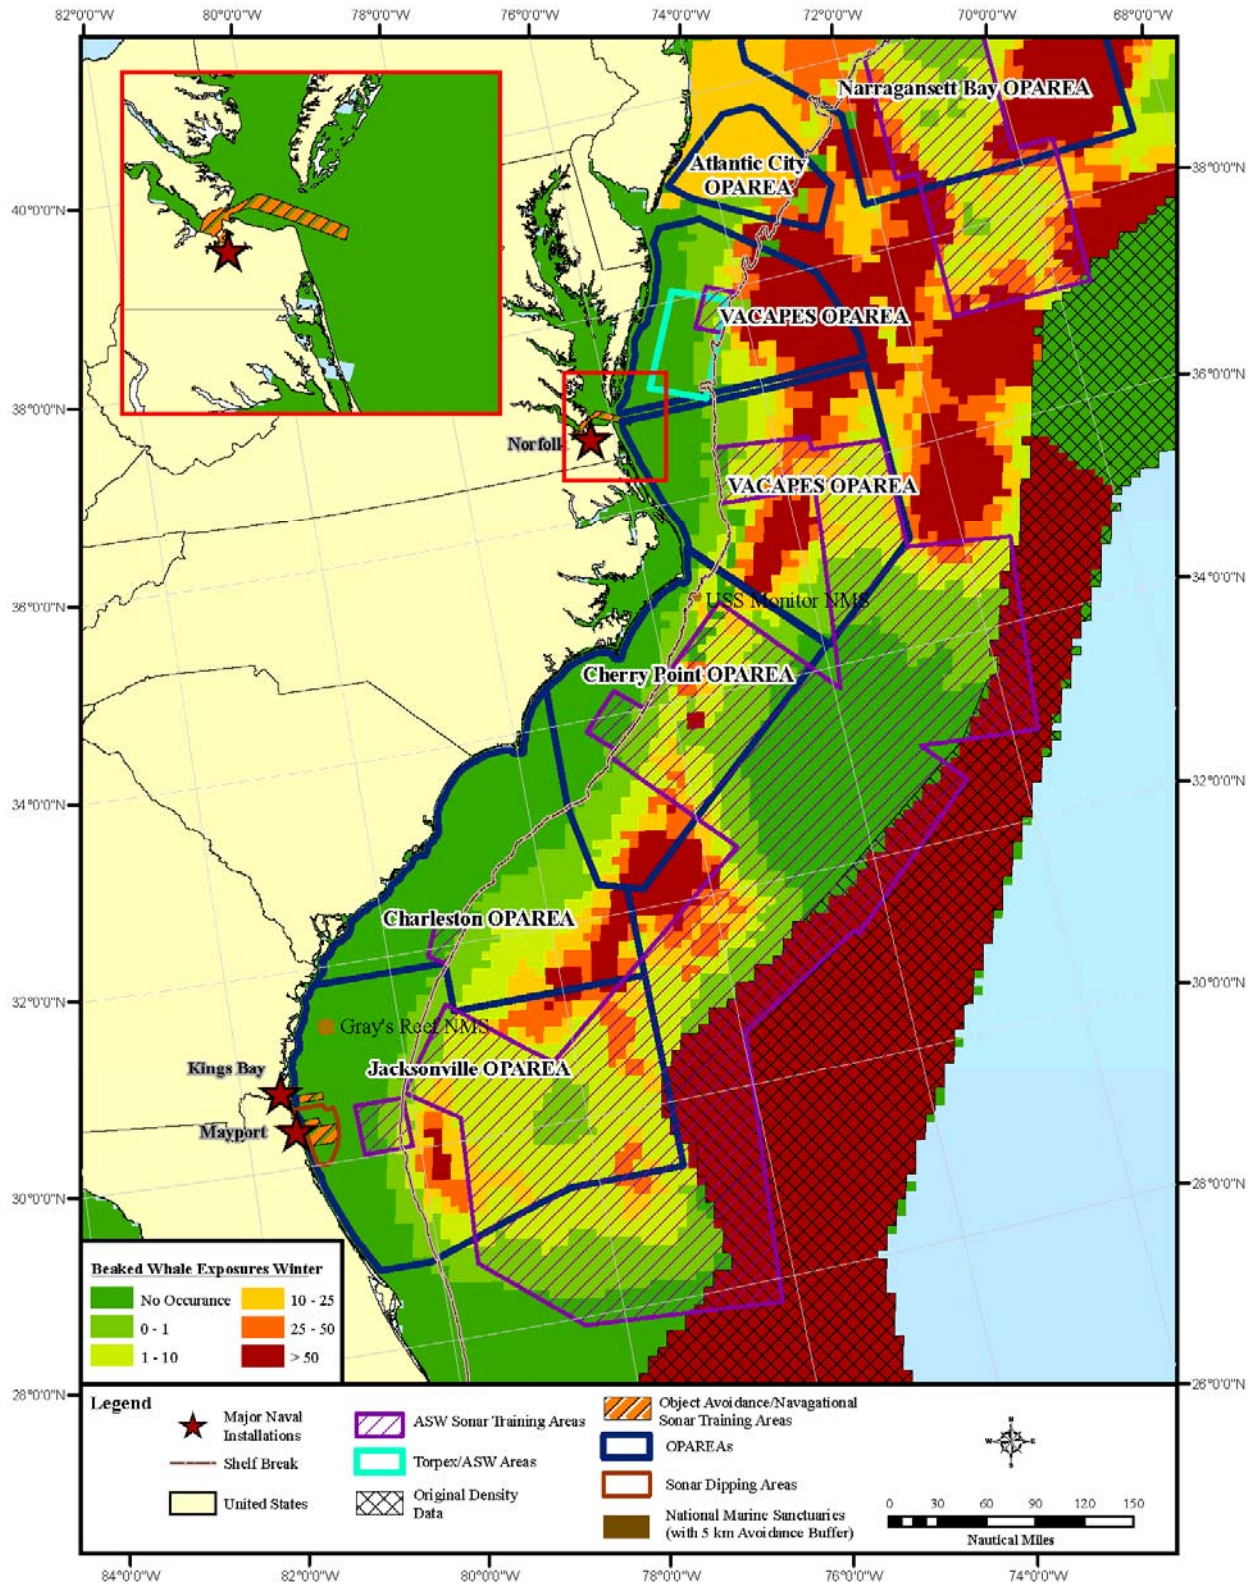 82°0'0"W
80°0'0"W
78°0'0"W
76°0'0"W
74°0'0"W
72°0'0"W
70°0'0"W
68°0'0"W
Narragansett Bay OPAREA
Atlantic City
OPAREA
38°0'0"N
40°0'0"N
VACAPES OPAREA
36°0'0"N
38°0'0"N
Norfolk
VACAPES OPAREA
34°0'0"N
USS Monitor NMS
36°0'0"N
Cherry Point OPAREA
32°0'0"N
34°0'0"N
Charleston OPAREA
30°0'0"N
32°0'0"N
Gray's Reef NMS
Kings Bay
Jacksonville OPAREA
Mayport
28°0'0"N
30°0'0"N
Beaked Whale Exposures Winter
No Occurance
10 - 25
0 - 1
25 - 50
1 - 10
> 50
28°0'0"N
26°0'0"N
Legend
Major Naval
Installations
Shelf Break
United States
ASW Sonar Training Areas
Torpex/ASW Areas
Original Density
Data
Object Avoidance/Navagational
Sonar Training Areas
OPAREAs
Sonar Dipping Areas
National Marine Sanctuaries
(with 5 km Avoidance Buffer)
N
W E
S
0 30 60 90 120 150
Nautical Miles
84°0'0"W
82°0'0"W
80°0'0"W
78°0'0"W
76°0'0"W
74°0'0"W